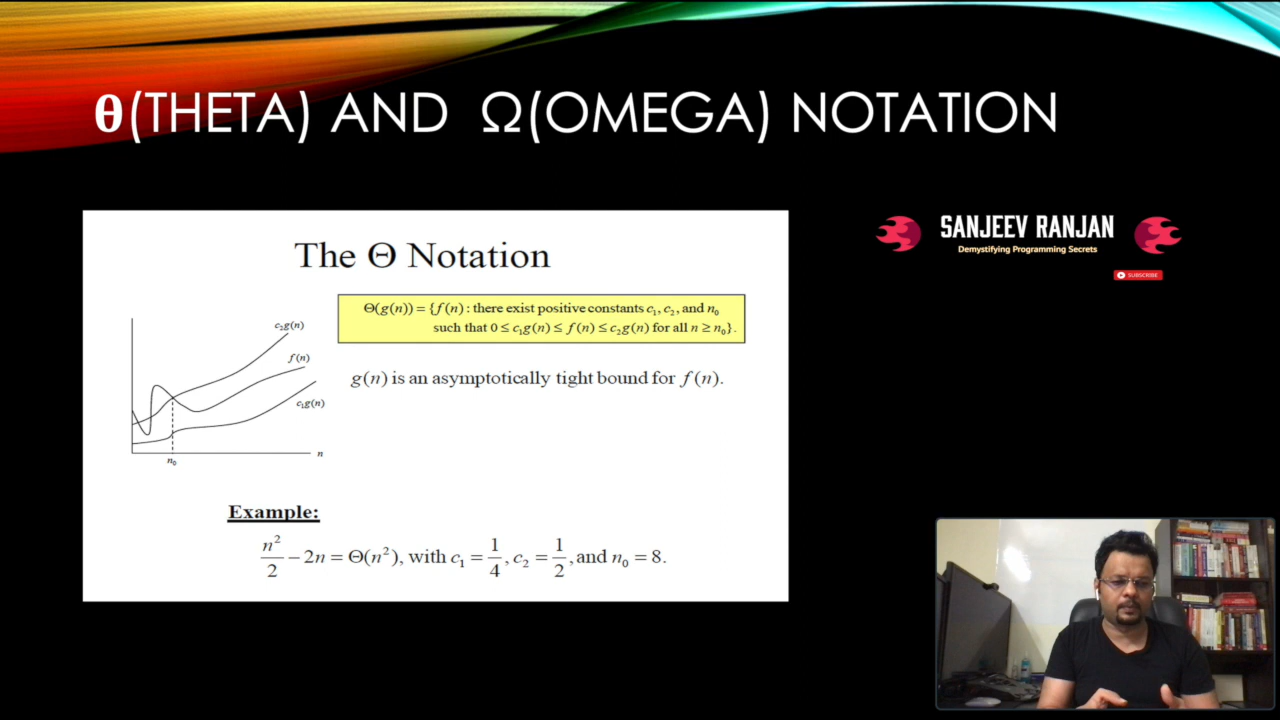 θ(THETA) AND Ω(OMEGA) NOTATION
SANJEEV RANJAN
Demystifying Programming Secrets
SUBSCRIBE
The Θ Notation
Θ(g(n)) = {f(n) : there exist positive constants c₁, c₂, and n₀
such that 0 ≤ c₁g(n) ≤ f(n) ≤ c₂g(n) for all n ≥ n₀}.
c₂g(n)
f(n)
c₁g(n)
n
n₀
g(n) is an asymptotically tight bound for f(n).
Example:
n²/2 − 2n = Θ(n²), with c₁ = 1/4, c₂ = 1/2, and n₀ = 8.